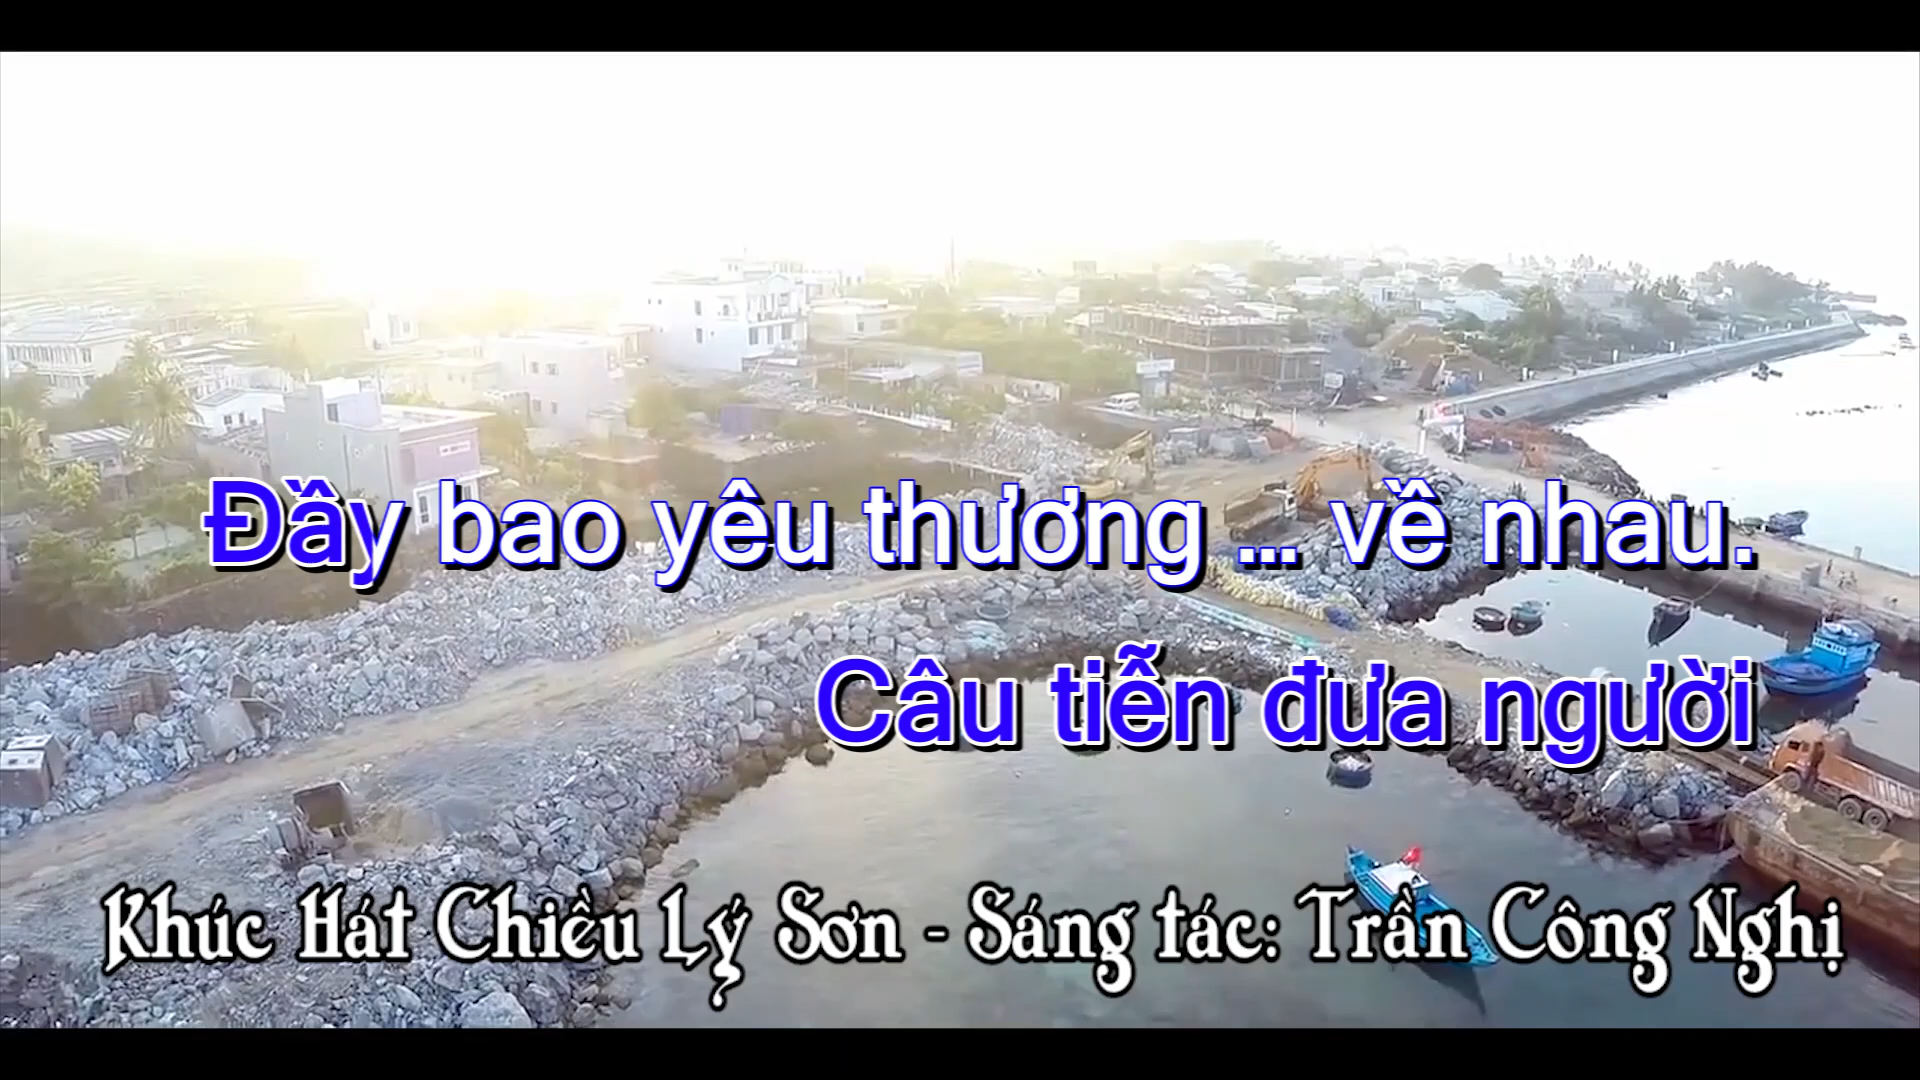 Đầy bao yêu thương ... về nhau.
Câu tiễn đưa người
Khúc Hát Chiều Lý Sơn - Sáng tác: Trần Công Nghị